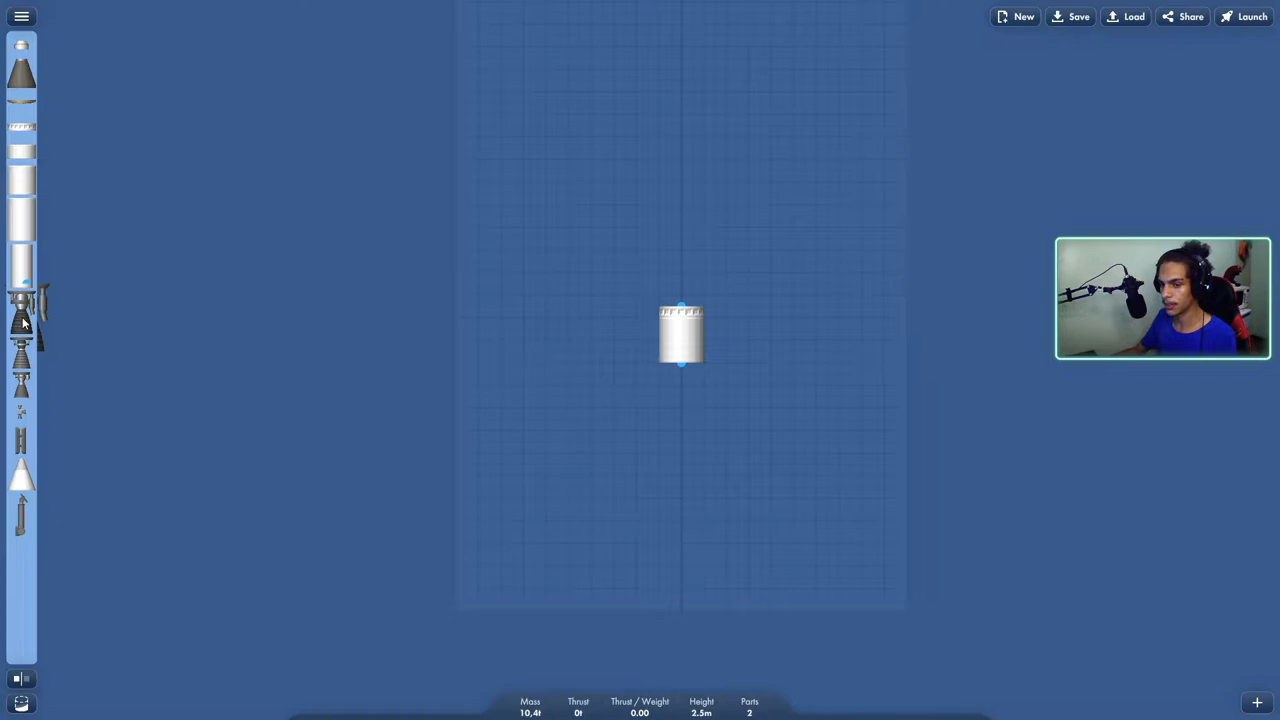 New Save Load Share Launch
Mass Thrust Thrust / Weight Height Parts
10,4t 0t 0.00 2.5m 2